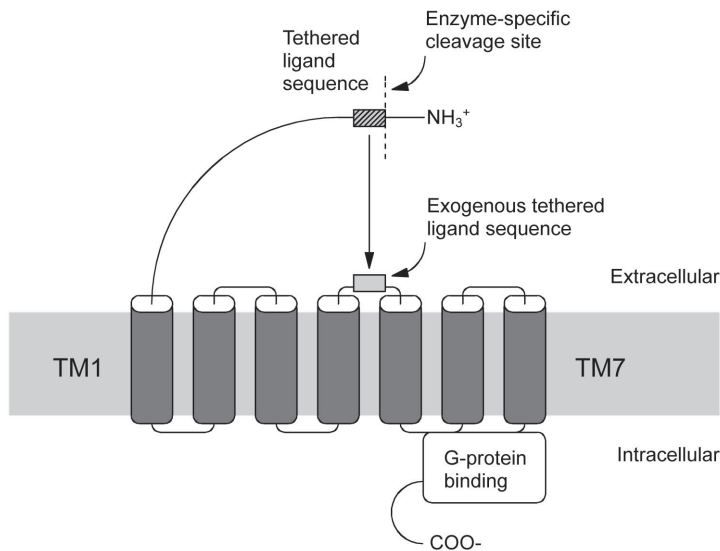 Enzyme-specific
cleavage site
Tethered
ligand
sequence
NH₃⁺
Exogenous tethered
ligand sequence
Extracellular
TM1
TM7
Intracellular
G-protein
binding
COO-